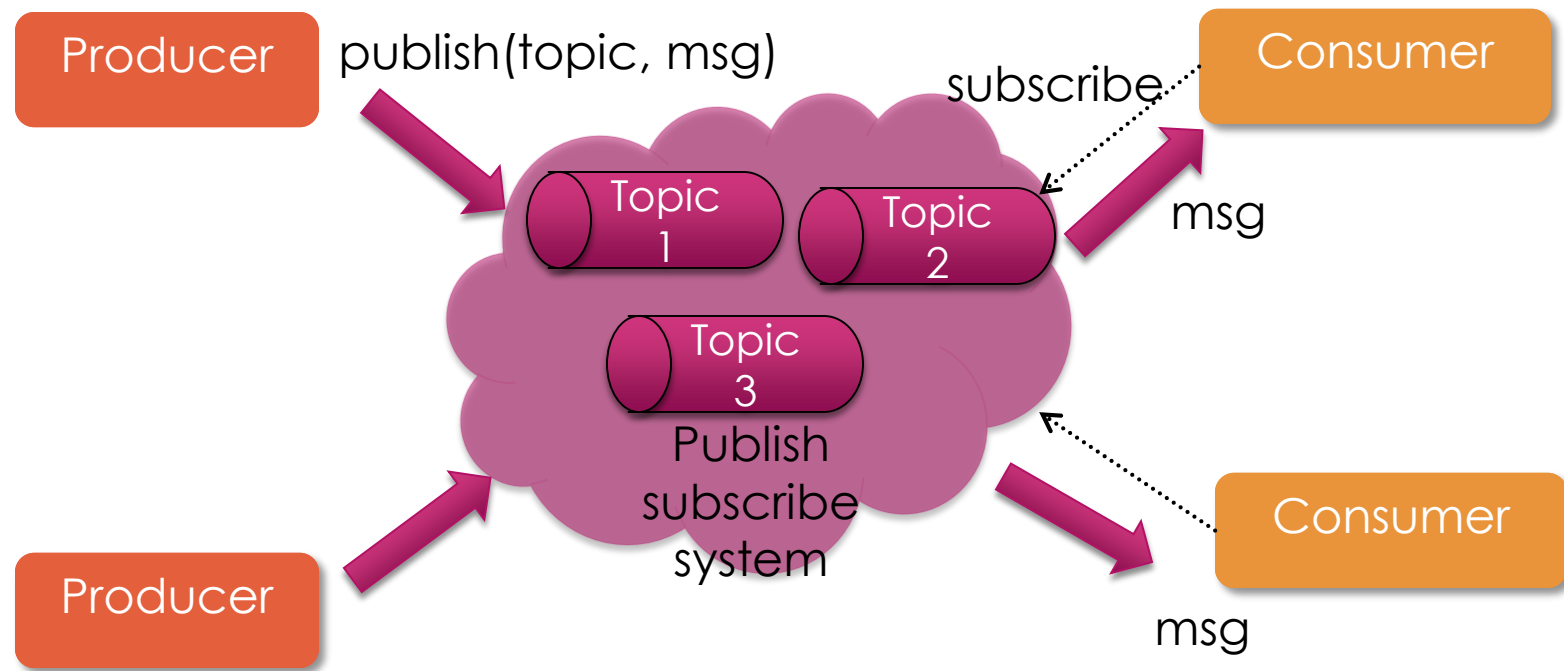 Producer
publish(topic, msg)
Consumer
subscribe
Topic
1
Topic
2
msg
Topic
3
Publish
subscribe
system
Consumer
Producer
msg